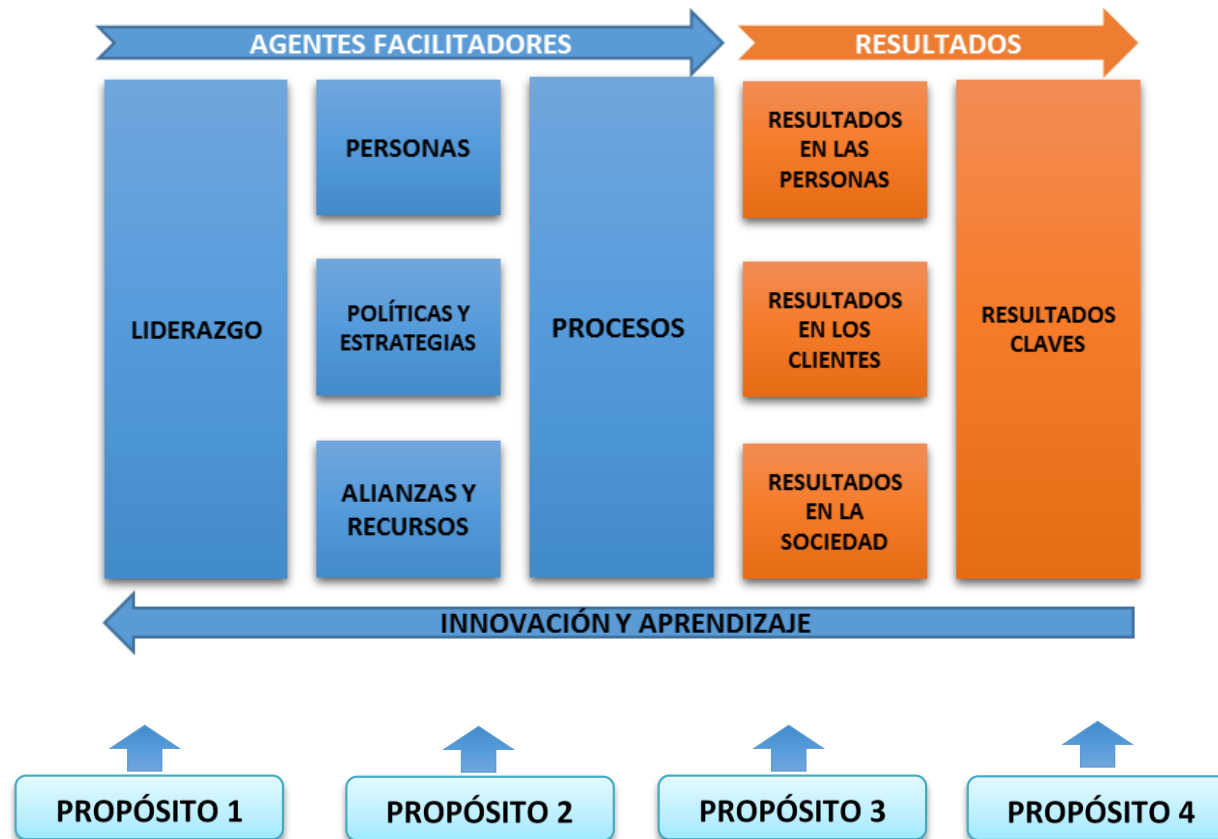 AGENTES FACILITADORES
RESULTADOS
LIDERAZGO
PERSONAS
POLÍTICAS Y
ESTRATEGIAS
ALIANZAS Y
RECURSOS
PROCESOS
RESULTADOS
EN LAS
PERSONAS
RESULTADOS
EN LOS
CLIENTES
RESULTADOS
EN LA
SOCIEDAD
RESULTADOS
CLAVES
INNOVACIÓN Y APRENDIZAJE
PROPÓSITO 1
PROPÓSITO 2
PROPÓSITO 3
PROPÓSITO 4